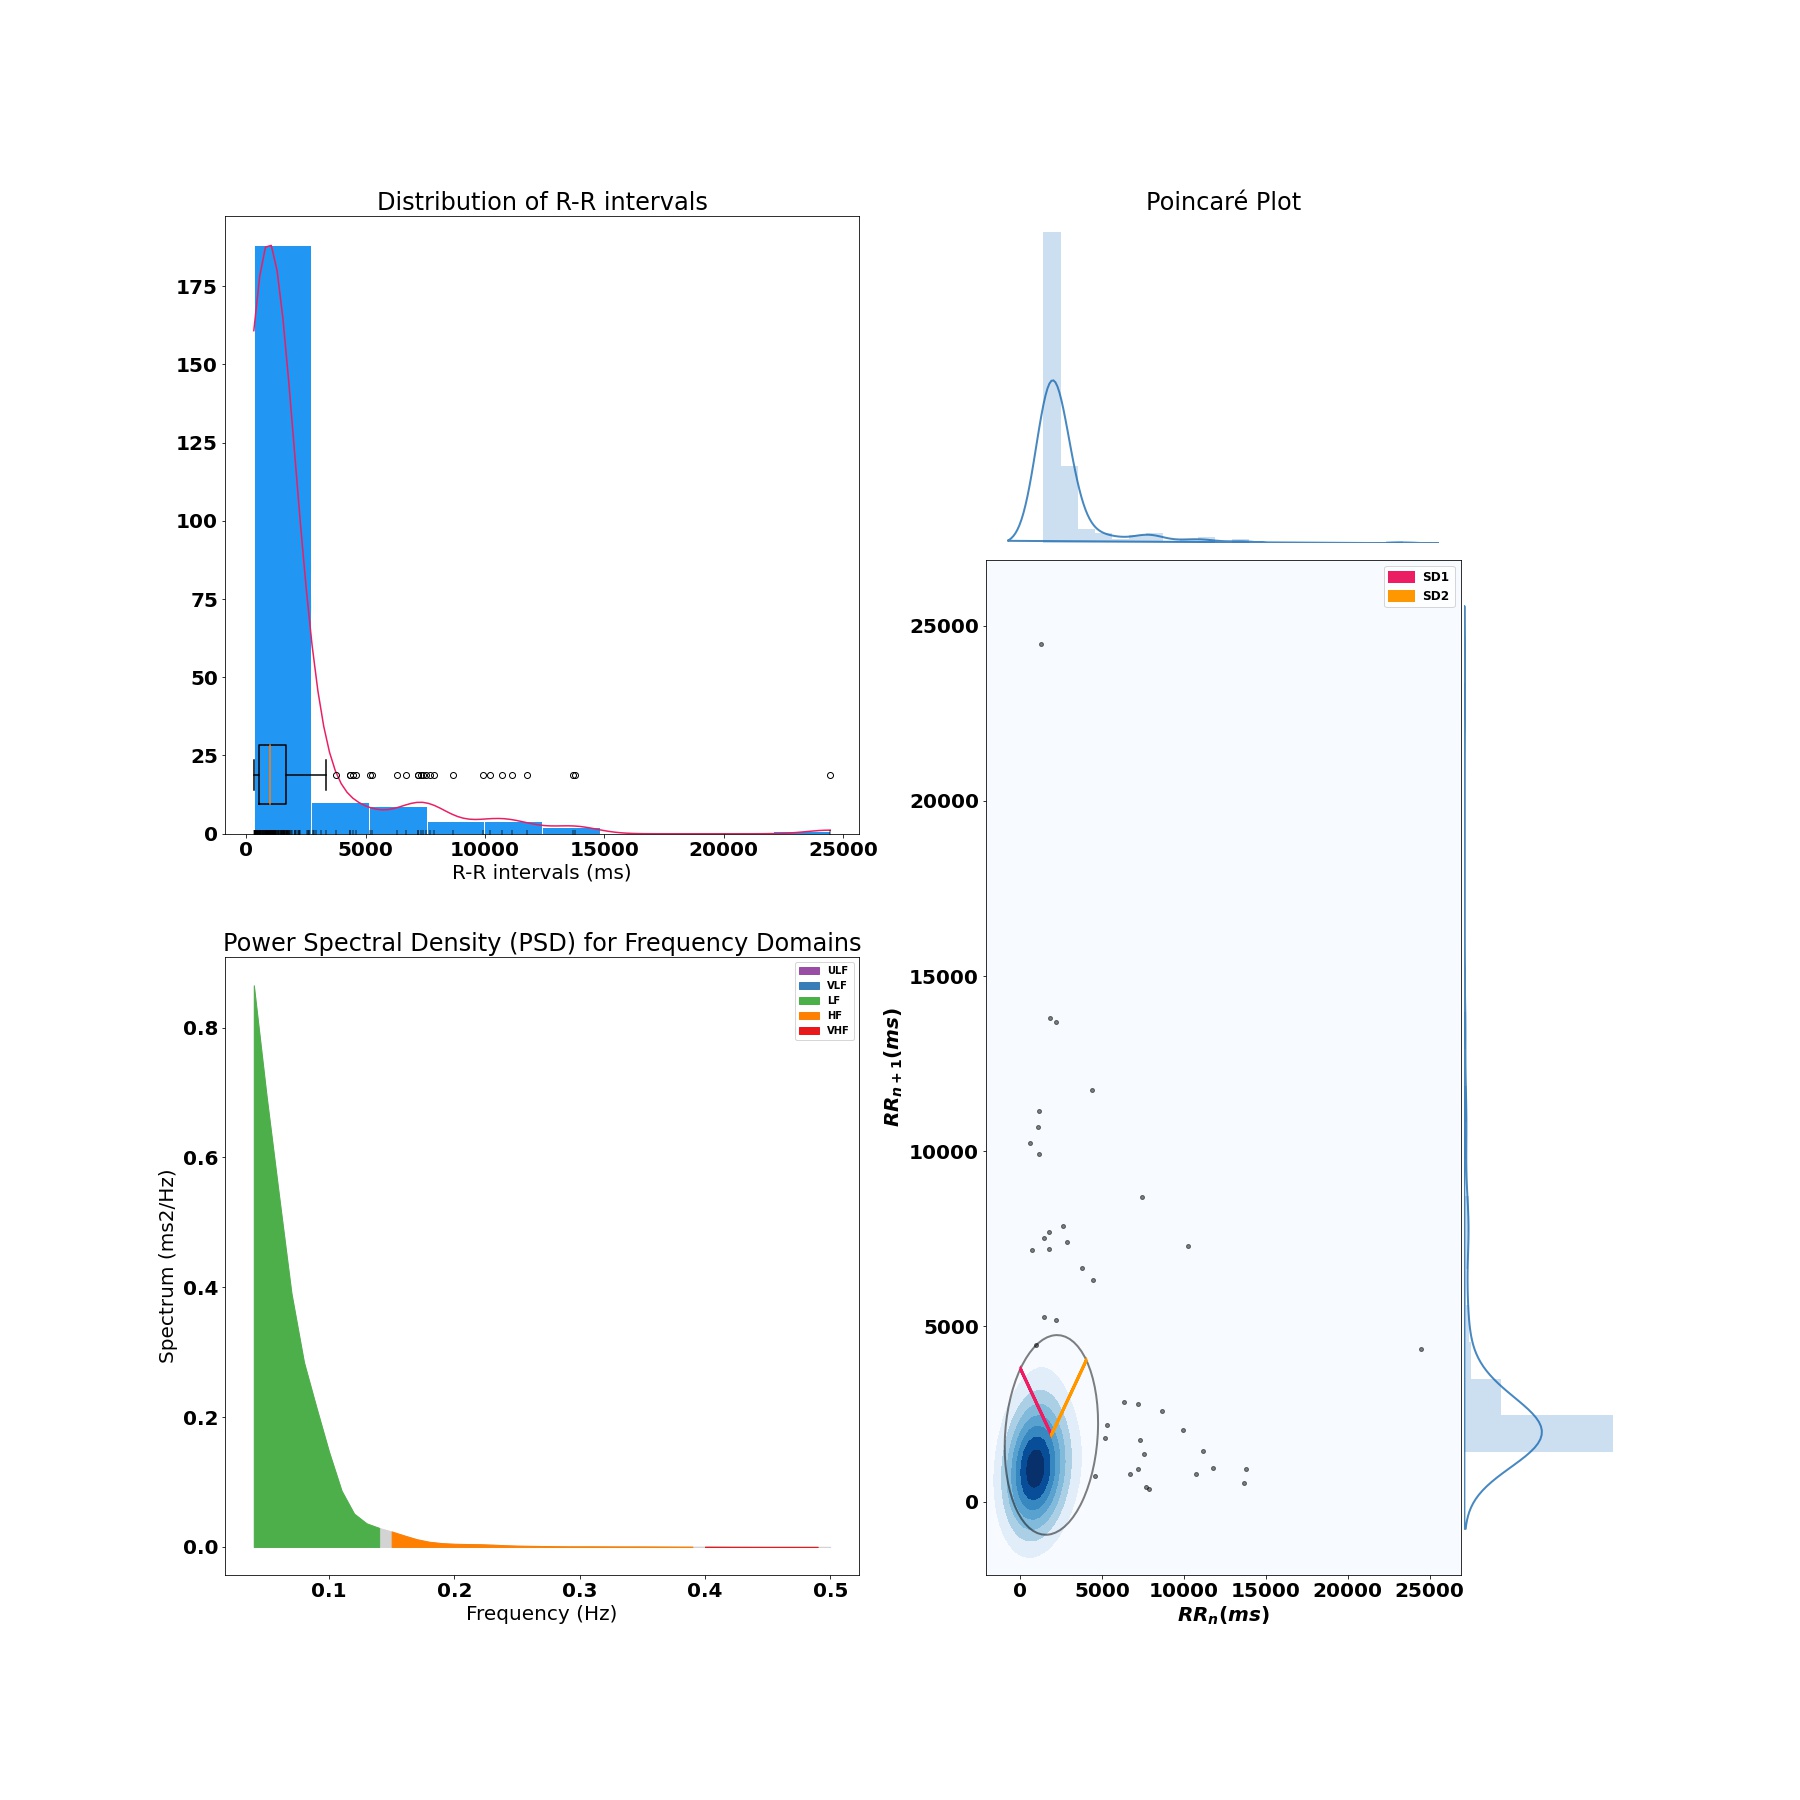 Distribution of R-R intervals
175
150
125
100
75
50
25
0
0 5000 10000 15000 20000 25000
R-R intervals (ms)
Power Spectral Density (PSD) for Frequency Domains
ULF
VLF
LF
HF
VHF
0.8
0.6
0.4
0.2
0.0
Spectrum (ms2/Hz)
0.1 0.2 0.3 0.4 0.5
Frequency (Hz)
Poincaré Plot
SD1
SD2
25000
20000
15000
10000
5000
0
RRn+1(ms)
0 5000 10000 15000 20000 25000
RRn(ms)